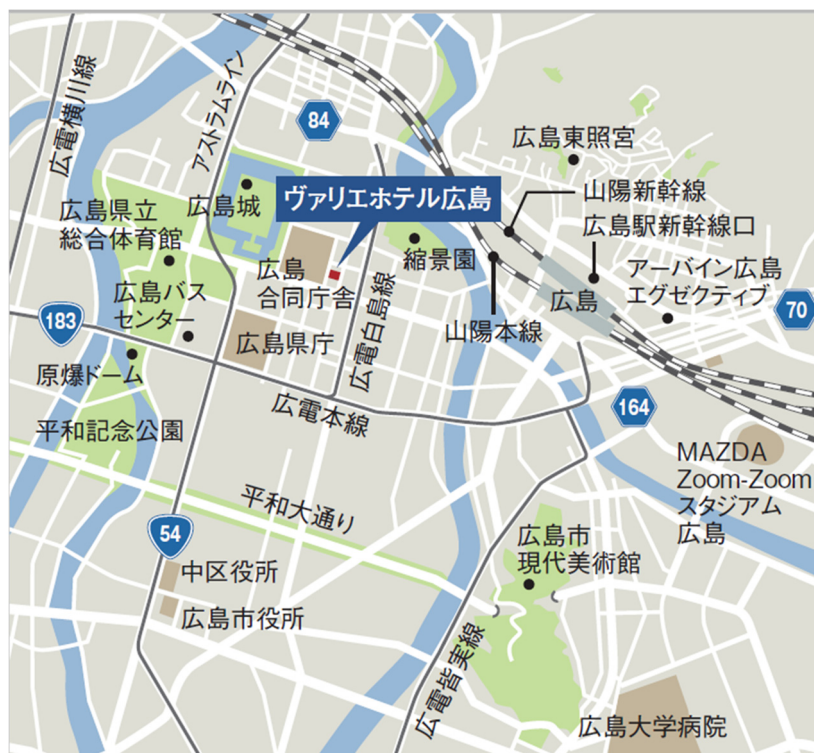 広電横川線
アストラムライン
84
広島東照宮
山陽新幹線
広島駅新幹線口
ヴァリエホテル広島
広島城
広島県立
総合体育館
広島
合同庁舎
縮景園
アーバイン広島
エグゼクティブ
広島
70
広島バス
センター
183
広島県庁
広電白島線
山陽本線
原爆ドーム
広電本線
164
平和記念公園
MAZDA
Zoom-Zoom
スタジアム
広島
平和大通り
54
広島市
現代美術館
中区役所
広島市役所
広電皆実線
広島大学病院